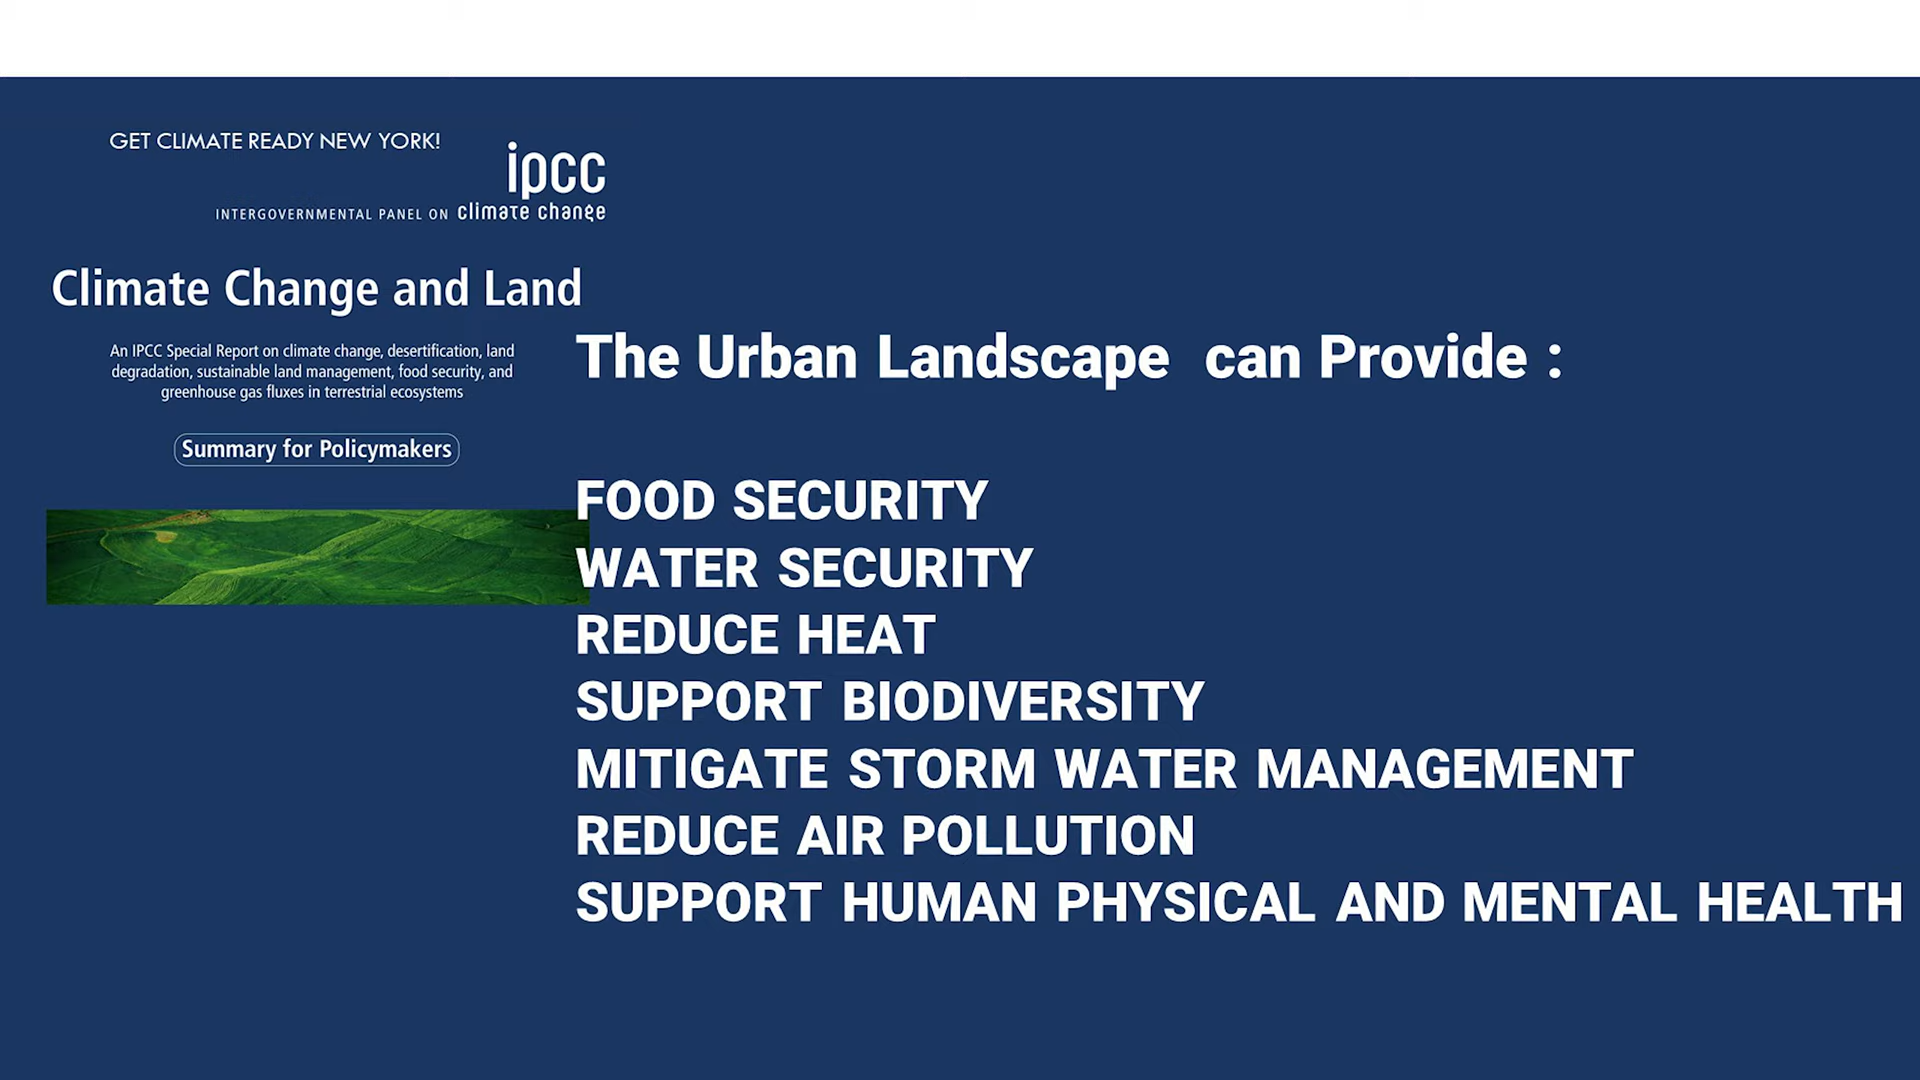 GET CLIMATE READY NEW YORK!
ipcc
INTERGOVERNMENTAL PANEL ON climate change
Climate Change and Land
An IPCC Special Report on climate change, desertification, land
degradation, sustainable land management, food security, and
greenhouse gas fluxes in terrestrial ecosystems
Summary for Policymakers
The Urban Landscape can Provide :
FOOD SECURITY
WATER SECURITY
REDUCE HEAT
SUPPORT BIODIVERSITY
MITIGATE STORM WATER MANAGEMENT
REDUCE AIR POLLUTION
SUPPORT HUMAN PHYSICAL AND MENTAL HEALTH